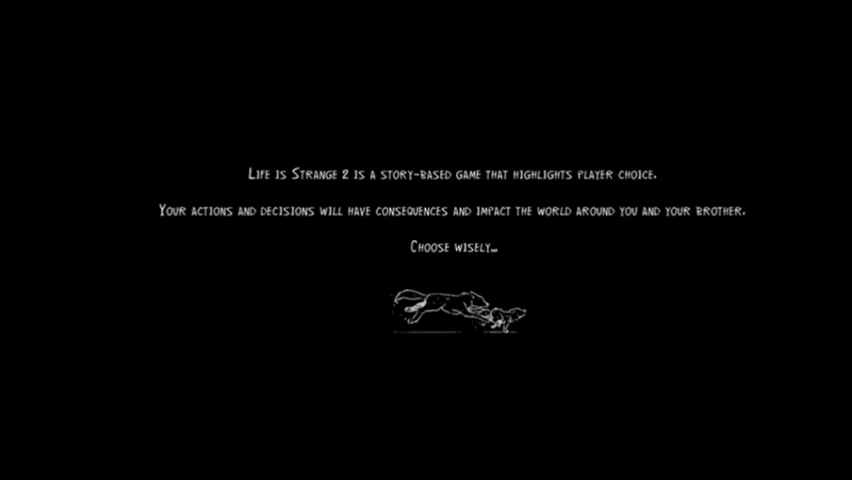 Life is Strange 2 is a story-based game that highlights player choice.
Your actions and decisions will have consequences and impact the world around you and your brother.
Choose wisely...